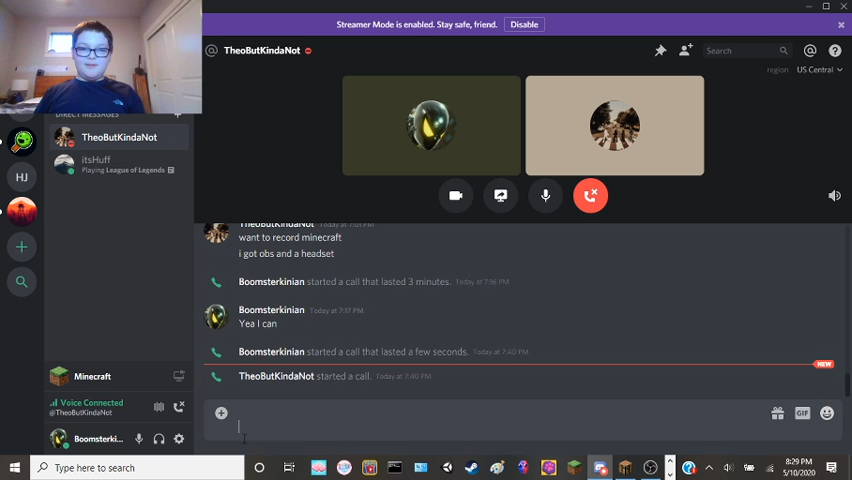 Streamer Mode is enabled. Stay safe, friend.
Disable
@ TheoButKindaNot
Search
region US Central
DIRECT MESSAGES
TheoButKindaNot
itsHuff
Playing League of Legends
HJ
TheoButKindaNot Today at 7:01 PM
want to record minecraft
i got obs and a headset
Boomsterkinian started a call that lasted 3 minutes. Today at 7:16 PM
Boomsterkinian Today at 7:17 PM
Yea I can
Boomsterkinian started a call that lasted a few seconds. Today at 7:40 PM
NEW
TheoButKindaNot started a call. Today at 7:40 PM
Minecraft
Voice Connected
@TheoButKindaNot
Boomsterki...
GIF
Type here to search
8:29 PM
5/10/2020